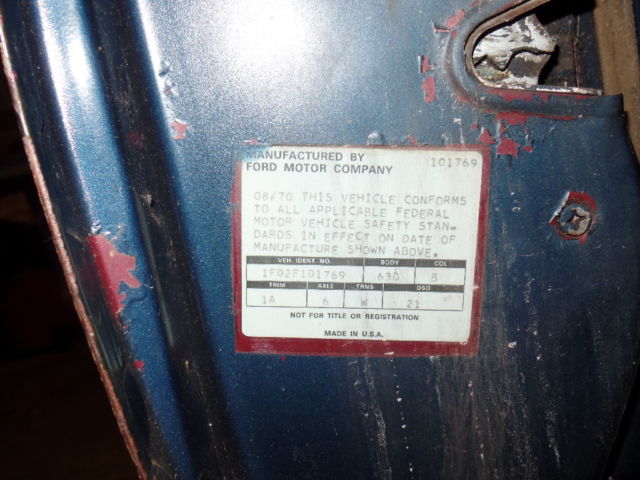 MANUFACTURED BY 101769
FORD MOTOR COMPANY
08/70 THIS VEHICLE CONFORMS
TO ALL APPLICABLE FEDERAL
MOTOR VEHICLE SAFETY STAN-
DARDS IN EFFECT ON DATE OF
MANUFACTURE SHOWN ABOVE.
VEH. IDENT. NO. BODY COL
1F02F101769 63D B
TRIM AXLE TRNS DSO
1A 6 W 21
NOT FOR TITLE OR REGISTRATION
MADE IN U.S.A.